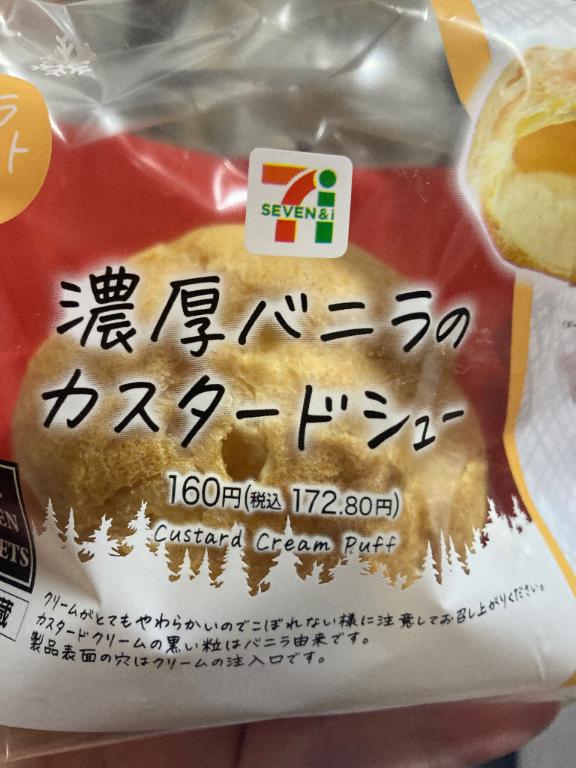 ラ
ト
SEVEN&i
濃厚バニラの
カスタードシュー
160円(税込 172.80円)
Custard Cream Puff
クリームがとてもやわらかいのでこぼれない様に注意してお召し上がりください。
カスタードクリームの黒い粒はバニラ由来です。
製品表面の穴はクリームの注入口です。
蔵